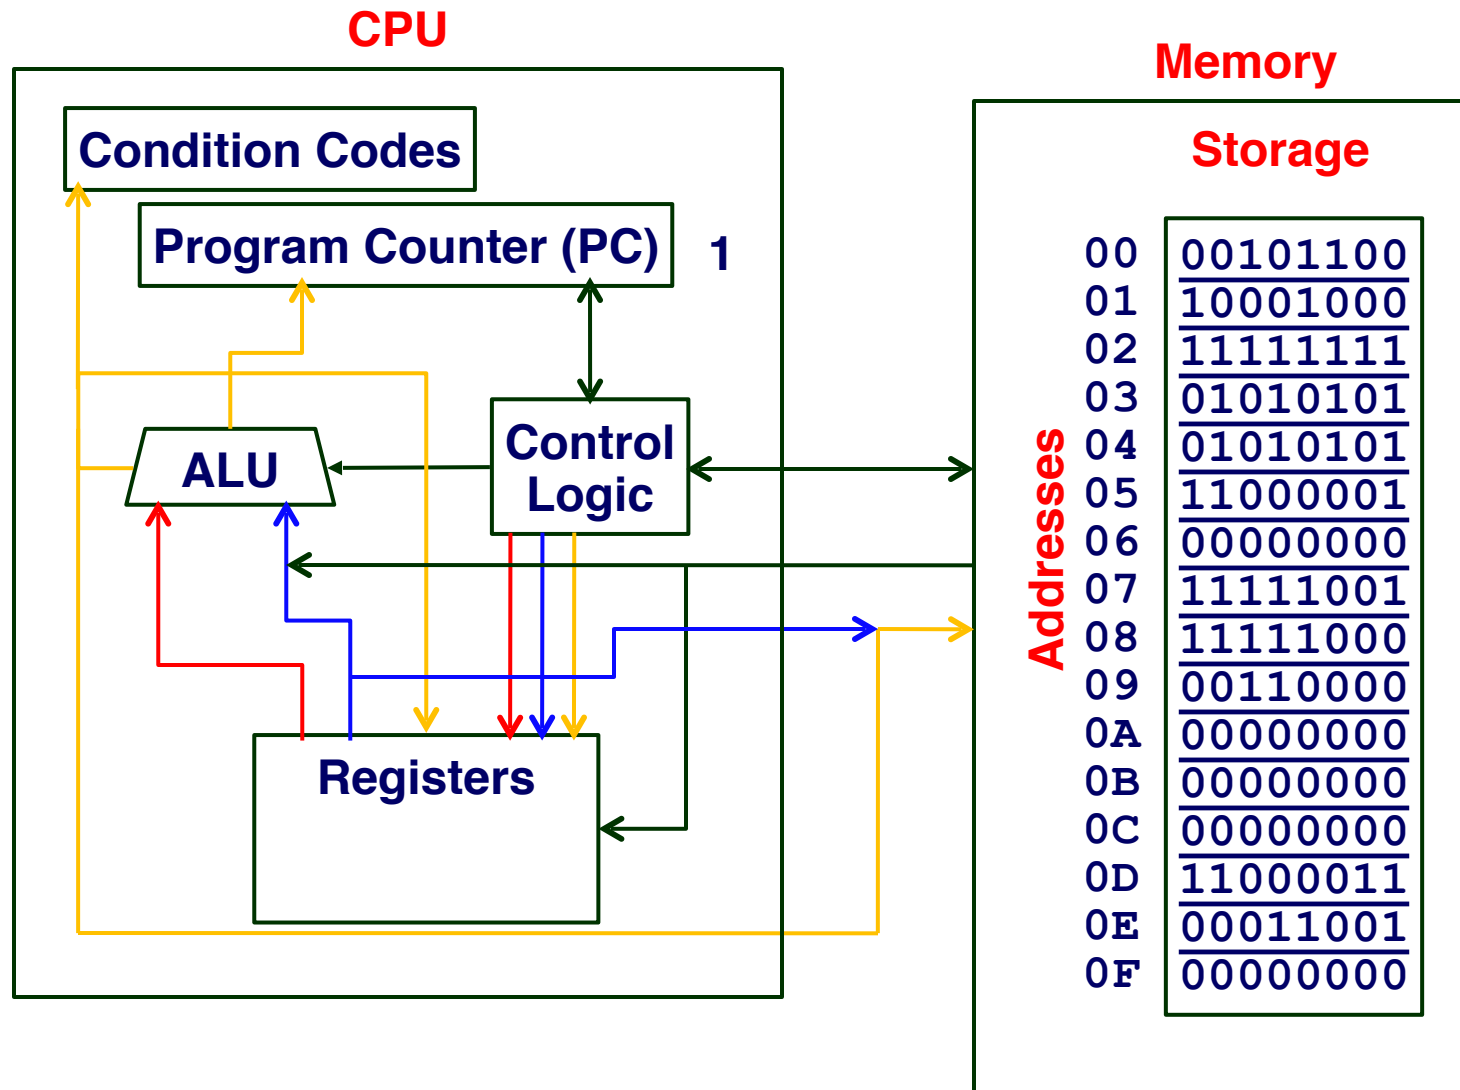 CPU
Condition Codes
Program Counter (PC) 1
ALU
Control
Logic
Registers
Memory
Storage
Addresses
00 00101100
01 10001000
02 11111111
03 01010101
04 01010101
05 11000001
06 00000000
07 11111001
08 11111000
09 00110000
0A 00000000
0B 00000000
0C 00000000
0D 11000011
0E 00011001
0F 00000000